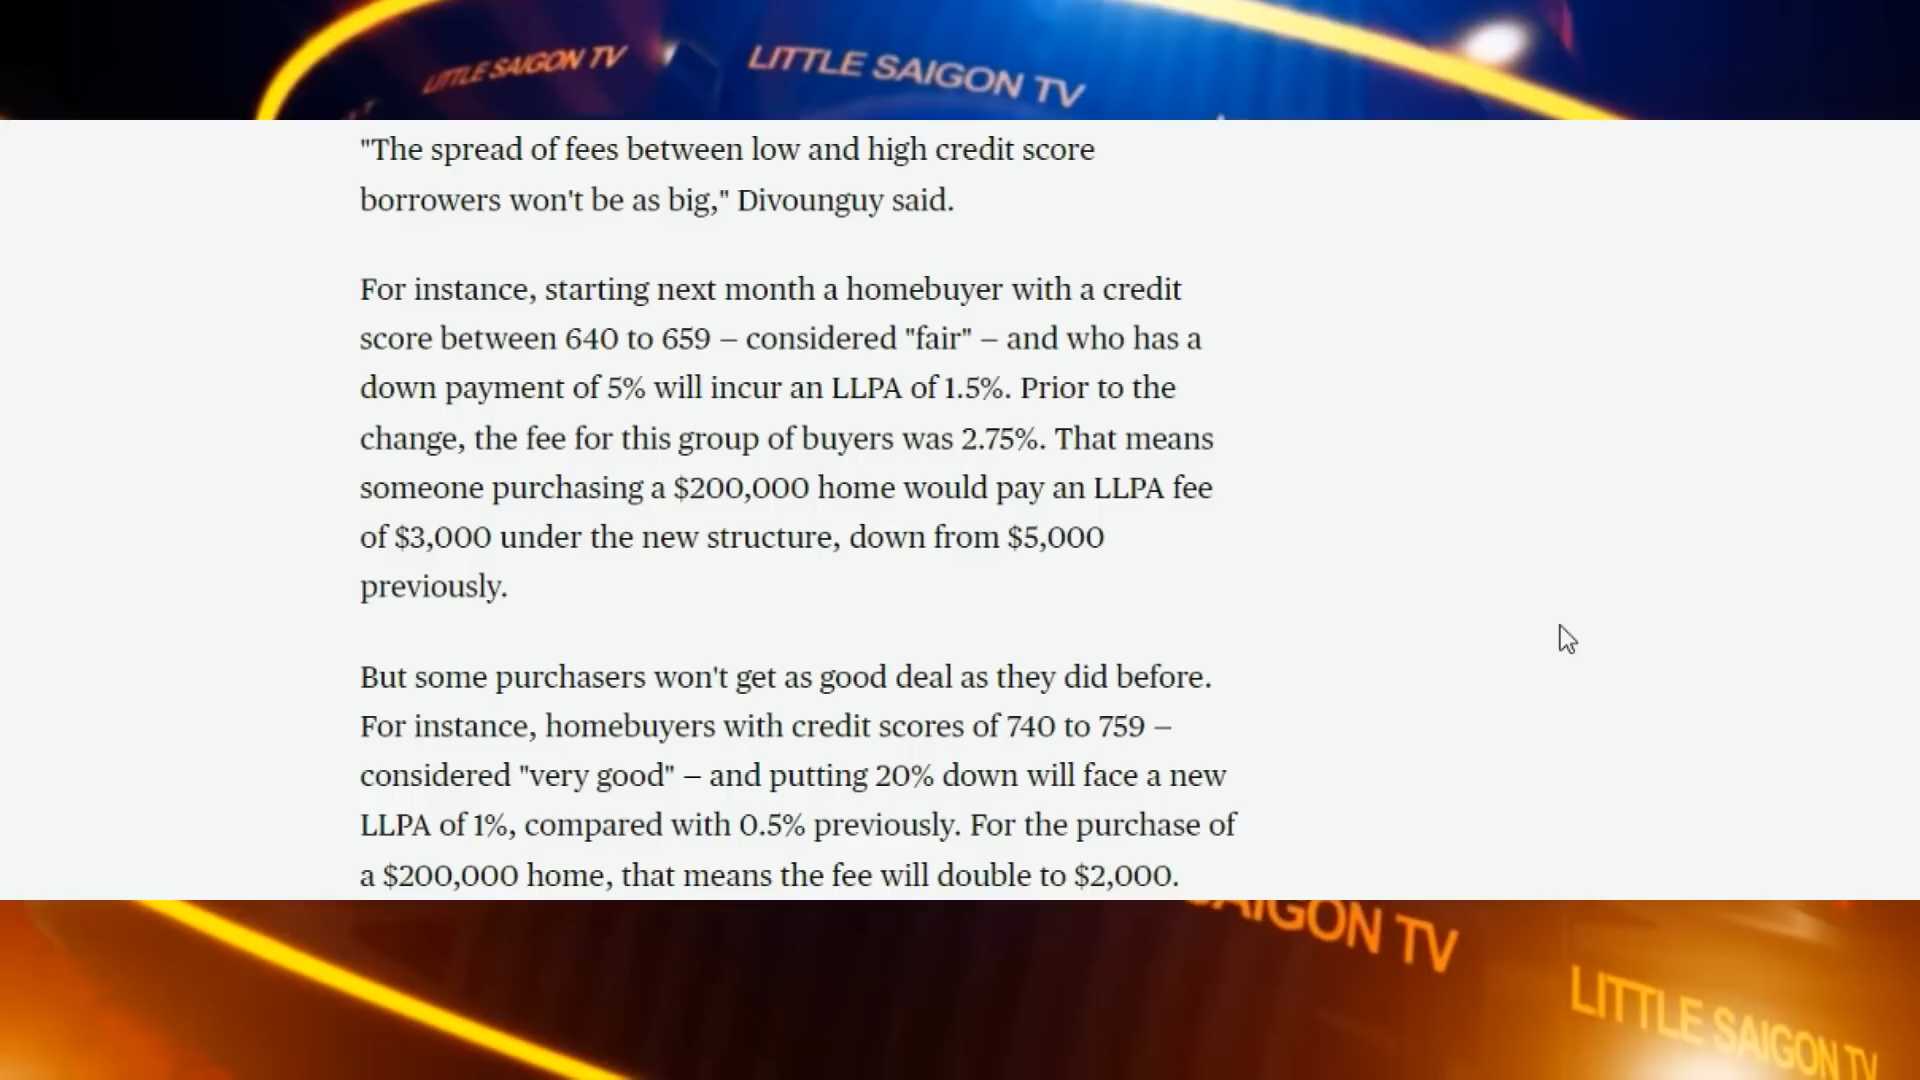 LITTLE SAIGON TV
LITTLE SAIGON TV
"The spread of fees between low and high credit score
borrowers won't be as big," Divounguy said.
For instance, starting next month a homebuyer with a credit
score between 640 to 659 – considered "fair" – and who has a
down payment of 5% will incur an LLPA of 1.5%. Prior to the
change, the fee for this group of buyers was 2.75%. That means
someone purchasing a $200,000 home would pay an LLPA fee
of $3,000 under the new structure, down from $5,000
previously.
But some purchasers won't get as good deal as they did before.
For instance, homebuyers with credit scores of 740 to 759 –
considered "very good" – and putting 20% down will face a new
LLPA of 1%, compared with 0.5% previously. For the purchase of
a $200,000 home, that means the fee will double to $2,000.
SAIGON TV
LITTLE SAIGON TV